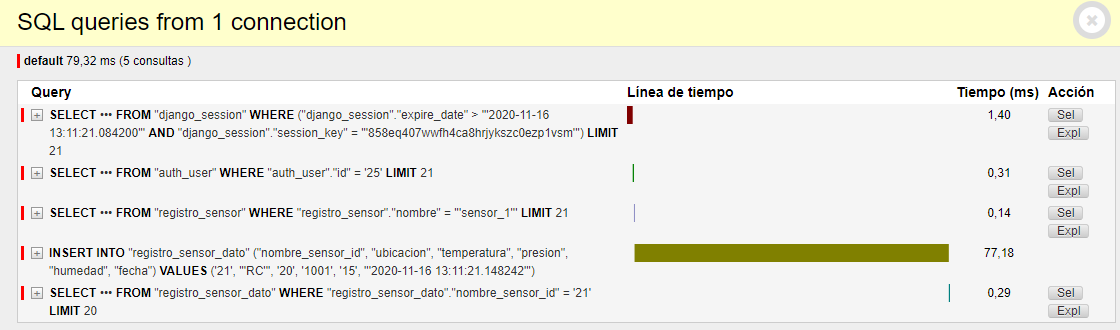 SQL queries from 1 connection
default 79,32 ms (5 consultas )
Query Línea de tiempo Tiempo (ms) Acción
SELECT ••• FROM "django_session" WHERE ("django_session"."expire_date" > '"2020-11-16 1,40 Sel
13:11:21.084200"' AND "django_session"."session_key" = '"858eq407wwfh4ca8hrjykszc0ezp1vsm"') LIMIT Expl
21
SELECT ••• FROM "auth_user" WHERE "auth_user"."id" = '25' LIMIT 21 0,31 Sel
Expl
SELECT ••• FROM "registro_sensor" WHERE "registro_sensor"."nombre" = '"sensor_1"' LIMIT 21 0,14 Sel
Expl
INSERT INTO "registro_sensor_dato" ("nombre_sensor_id", "ubicacion", "temperatura", "presion", 77,18
"humedad", "fecha") VALUES ('21', '"RC"', '20', '1001', '15', '"2020-11-16 13:11:21.148242"')
SELECT ••• FROM "registro_sensor_dato" WHERE "registro_sensor_dato"."nombre_sensor_id" = '21' 0,29 Sel
LIMIT 20 Expl